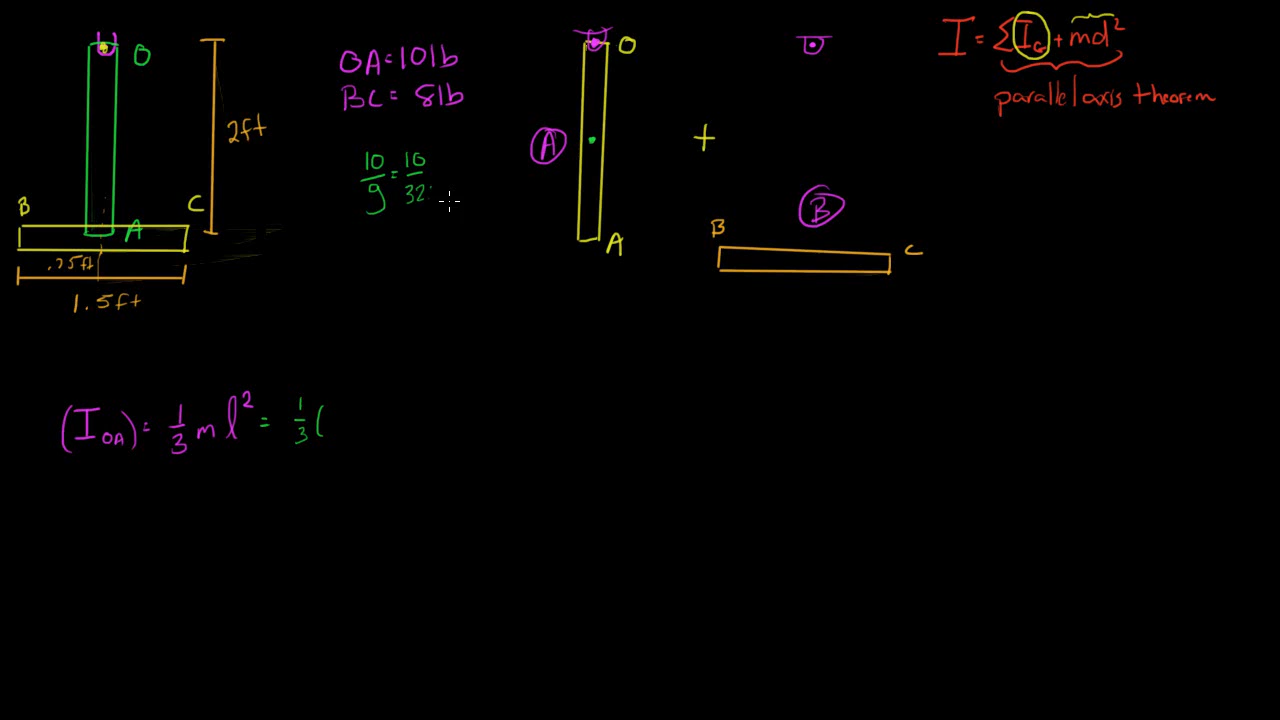 O
2ft
B
C
A
.75ft
1.5ft
OA=10lb
BC= 8lb
10/g = 10/32.
O
A
A
+
B
B
C
I = ΣI_G + md²
parallel axis theorem
(I_OA) = 1/3 m l² = 1/3 (